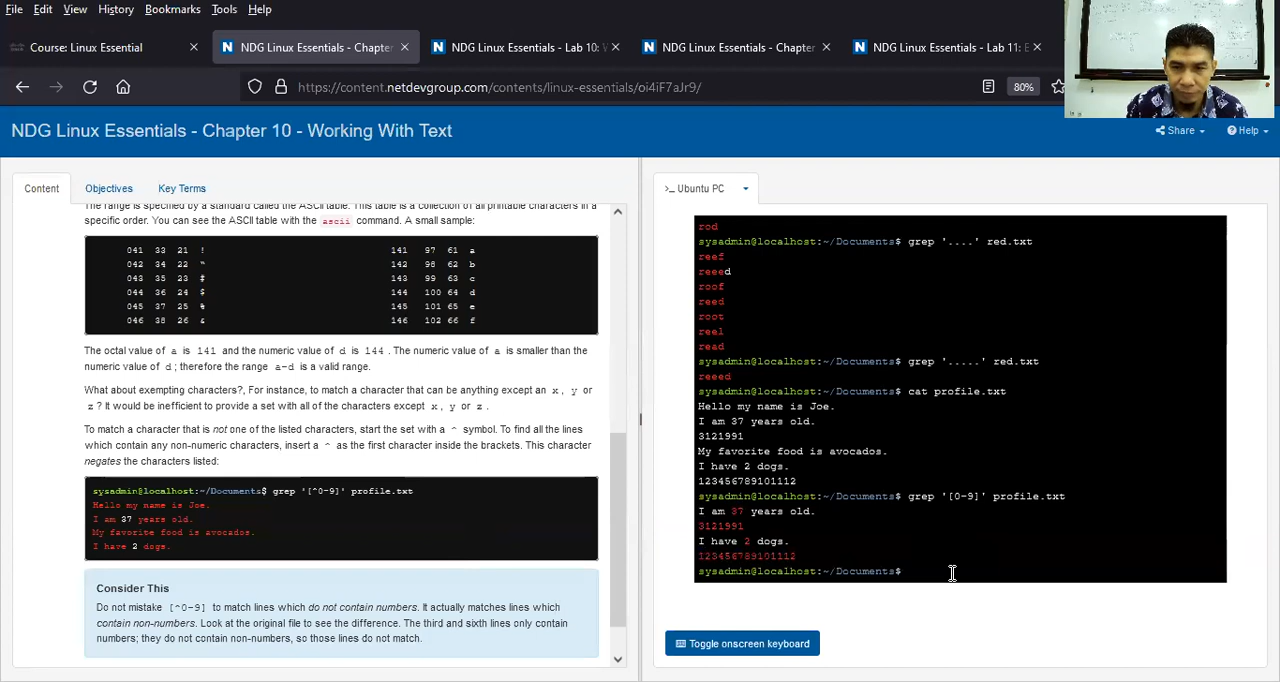 File Edit View History Bookmarks Tools Help
Course: Linux Essential
NDG Linux Essentials - Chapter
NDG Linux Essentials - Lab 10: V
NDG Linux Essentials - Chapter
NDG Linux Essentials - Lab 11: E
https://content.netdevgroup.com/contents/linux-essentials/oi4iF7aJr9/
80%
NDG Linux Essentials - Chapter 10 - Working With Text
Share
Help
Content
Objectives
Key Terms
The range is specified by a standard called the ASCII table. This table is a collection of all printable characters in a
specific order. You can see the ASCII table with the ascii command. A small sample:
041 33 21 ! 141 97 61 a
042 34 22 " 142 98 62 b
043 35 23 # 143 99 63 c
044 36 24 $ 144 100 64 d
045 37 25 % 145 101 65 e
046 38 26 & 146 102 66 f
The octal value of a is 141 and the numeric value of d is 144 . The numeric value of a is smaller than the
numeric value of d ; therefore the range a-d is a valid range.
What about exempting characters?, For instance, to match a character that can be anything except an x , y or
z ? It would be inefficient to provide a set with all of the characters except x , y or z .
To match a character that is not one of the listed characters, start the set with a ^ symbol. To find all the lines
which contain any non-numeric characters, insert a ^ as the first character inside the brackets. This character
negates the characters listed:
sysadmin@localhost:~/Documents$ grep '[^0-9]' profile.txt
Hello my name is Joe.
I am 37 years old.
My favorite food is avocados.
I have 2 dogs.
Consider This
Do not mistake [^0-9] to match lines which do not contain numbers. It actually matches lines which
contain non-numbers. Look at the original file to see the difference. The third and sixth lines only contain
numbers; they do not contain non-numbers, so those lines do not match.
>_ Ubuntu PC
rod
sysadmin@localhost:~/Documents$ grep '....' red.txt
reef
reeed
roof
reed
root
reel
read
sysadmin@localhost:~/Documents$ grep '.....' red.txt
reeed
sysadmin@localhost:~/Documents$ cat profile.txt
Hello my name is Joe.
I am 37 years old.
3121991
My favorite food is avocados.
I have 2 dogs.
123456789101112
sysadmin@localhost:~/Documents$ grep '[0-9]' profile.txt
I am 37 years old.
3121991
I have 2 dogs.
123456789101112
sysadmin@localhost:~/Documents$
Toggle onscreen keyboard